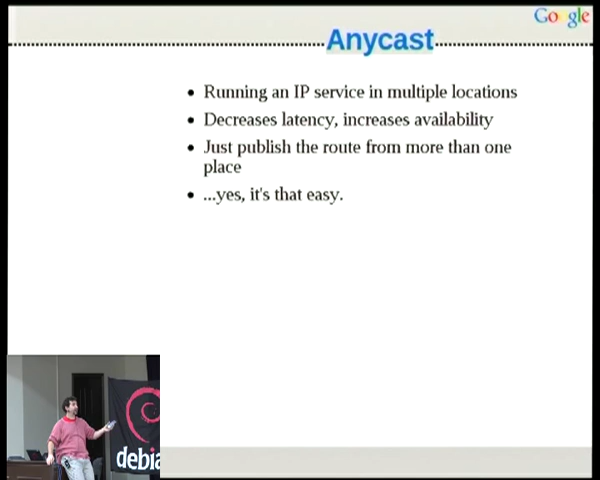 Google
Anycast
Running an IP service in multiple locations
Decreases latency, increases availability
Just publish the route from more than one
place
...yes, it's that easy.
debia